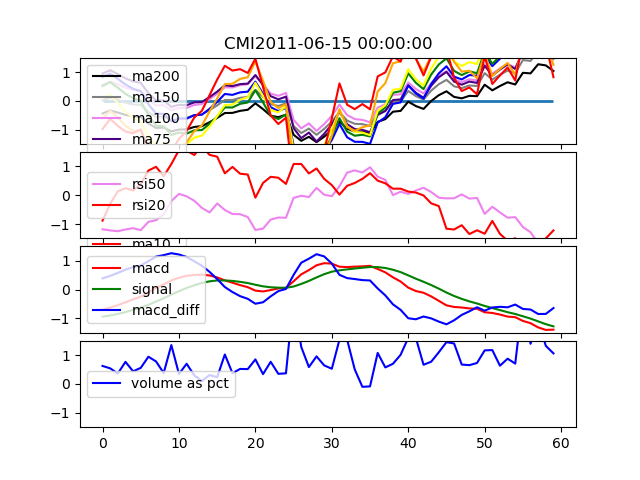 CMI2011-06-15 00:00:00
1
0
−1
ma200
ma150
ma100
ma75
1
0
−1
rsi50
rsi20
ma10
1
0
−1
macd
signal
macd_diff
1
0
−1
volume as pct
0 10 20 30 40 50 60